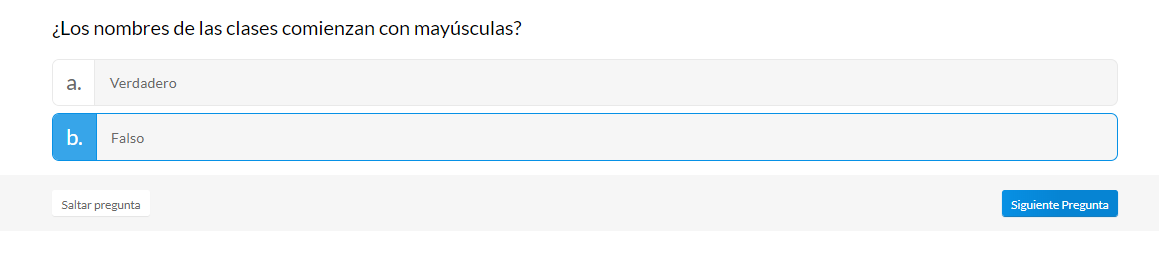 ¿Los nombres de las clases comienzan con mayúsculas?
a. Verdadero
b. Falso
Saltar pregunta Siguiente Pregunta